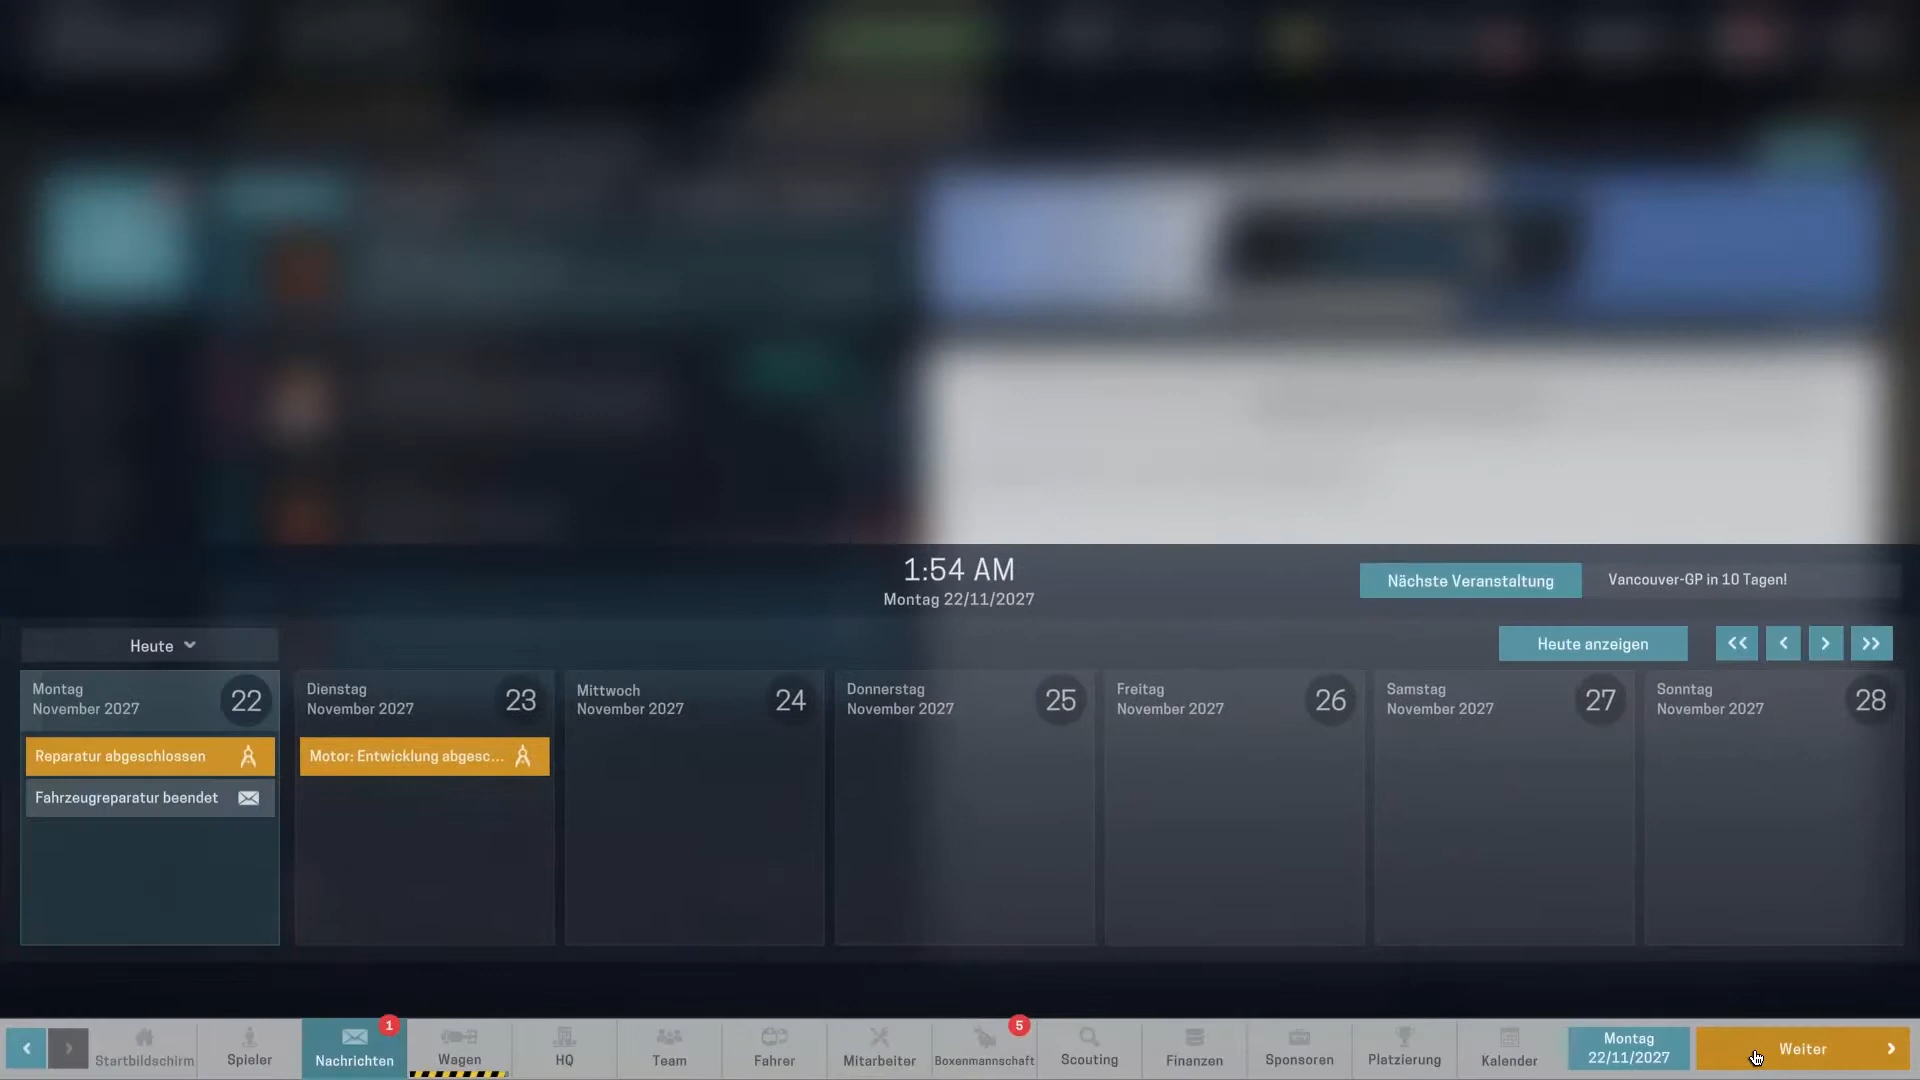 1:54 AM
Montag 22/11/2027
Nächste Veranstaltung
Vancouver-GP in 10 Tagen!
Heute
Heute anzeigen
Montag
November 2027
22
Dienstag
November 2027
23
Mittwoch
November 2027
24
Donnerstag
November 2027
25
Freitag
November 2027
26
Samstag
November 2027
27
Sonntag
November 2027
28
Reparatur abgeschlossen
Motor: Entwicklung abgesc...
Fahrzeugreparatur beendet
Startbildschirm
Spieler
Nachrichten
1
Wagen
HQ
Team
Fahrer
Mitarbeiter
Boxenmannschaft
5
Scouting
Finanzen
Sponsoren
Platzierung
Kalender
Montag
22/11/2027
Weiter